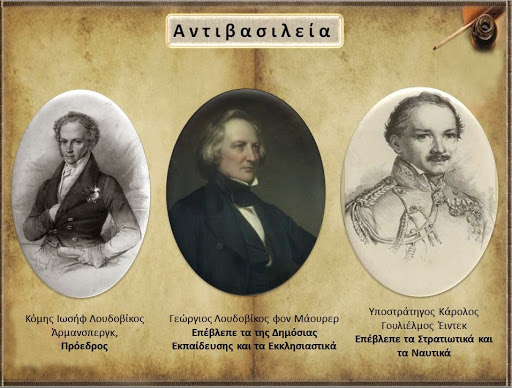 Αντιβασιλεία
Κόμης Ιωσήφ Λουδοβίκος
Άρμανσπεργκ,
Πρόεδρος
Γεώργιος Λουδοβίκος φον Μάουρερ
Επέβλεπε τα της Δημόσιας
Εκπαίδευσης και τα Εκκλησιαστικά
Υποστράτηγος Κάρολος
Γουλιέλμος Έιντεκ
Επέβλεπε τα Στρατιωτικά και
τα Ναυτικά